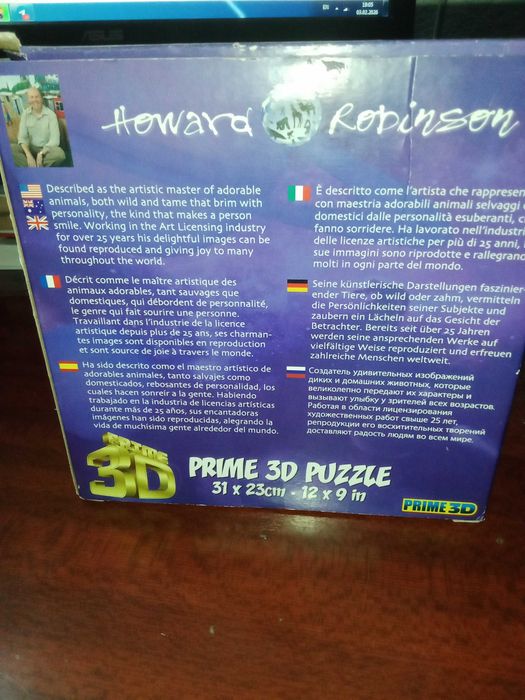 ASUS
EN
18:05
03.02.2020
Howard Robinson
Described as the artistic master of adorable
animals, both wild and tame that brim with
personality, the kind that makes a person
smile. Working in the Art Licensing industry
for over 25 years his delightful images can be
found reproduced and giving joy to many
throughout the world.
Décrit comme le maître artistique des
animaux adorables, tant sauvages que
domestiques, qui débordent de personnalité,
le genre qui fait sourire une personne.
Travaillant dans l'industrie de la licence
artistique depuis plus de 25 ans, ses charman-
tes images sont disponibles en reproduction
et sont source de joie à travers le monde.
Ha sido descrito como el maestro artístico de
adorables animales, tanto salvajes como
domesticados, rebosantes de personalidad, los
cuales hacen sonreír a la gente. Habiendo
trabajado en la industria de licencias artísticas
durante más de 25 años, sus encantadoras
imágenes han sido reproducidas, alegrando la
vida de muchísima gente alrededor del mundo.
È descritto come l'artista che rappresen
con maestria adorabili animali selvaggi
domestici dalle personalità esuberanti, c
fanno sorridere. Ha lavorato nell'industri
delle licenze artistiche per più di 25 anni,
sue immagini sono riprodotte e rallegran
molti in ogni parte del mondo.
Seine künstlerische Darstellungen faszinier-
ender Tiere, ob wild oder zahm, vermitteln
die Persönlichkeiten seiner Subjekte und
zaubern ein Lächeln auf das Gesicht der
Betrachter. Bereits seit über 25 Jahren
werden seine ansprechenden Werke auf
vielfältige Weise reproduziert und erfreuen
zahlreiche Menschen weltweit.
Создатель удивительных изображений
диких и домашних животных, которые
великолепно передают их характеры и
вызывают улыбку у зрителей всех возрастов.
Работая в области лицензирования
художественных работ свыше 25 лет,
репродукции его восхитительных творений
доставляют радость людям во всем мире.
PRIME
3D
PRIME 3D PUZZLE
31 x 23cm - 12 x 9 in
PRIME3D